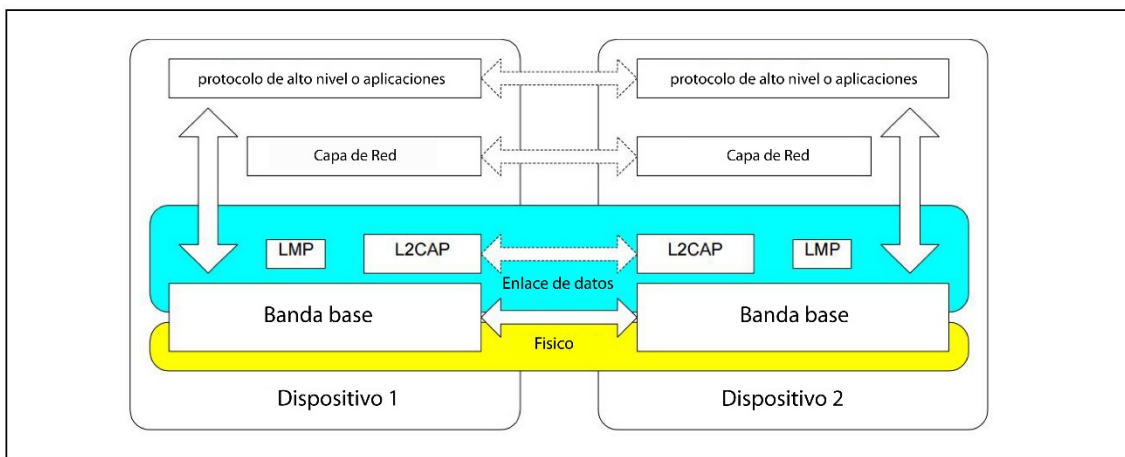 protocolo de alto nivel o aplicaciones
protocolo de alto nivel o aplicaciones
Capa de Red
Capa de Red
LMP
L2CAP
L2CAP
LMP
Enlace de datos
Banda base
Banda base
Fisico
Dispositivo 1
Dispositivo 2